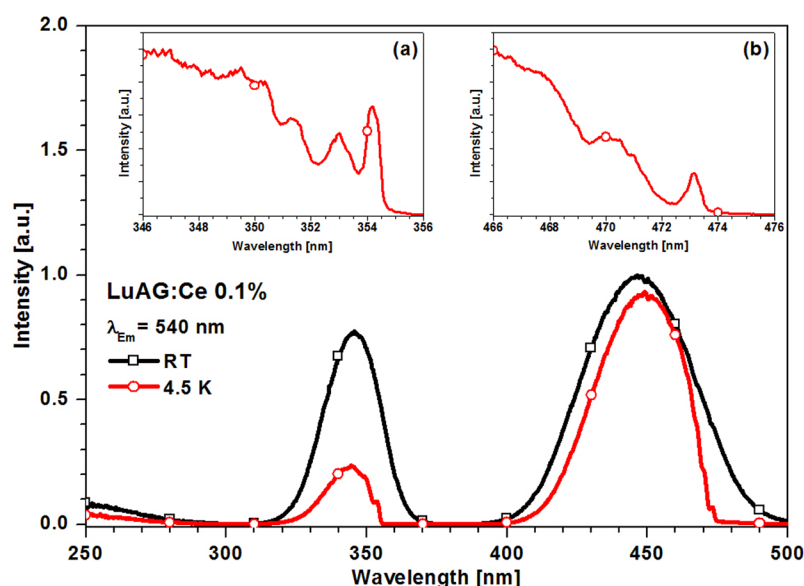 2.0
1.5
1.0
0.5
0.0
Intensity [a.u.]
(a)
Intensity [a.u.]
346 348 350 352 354 356
Wavelength [nm]
(b)
Intensity [a.u.]
466 468 470 472 474 476
Wavelength [nm]
LuAG:Ce 0.1%
λEm = 540 nm
RT
4.5 K
250 300 350 400 450 500
Wavelength [nm]